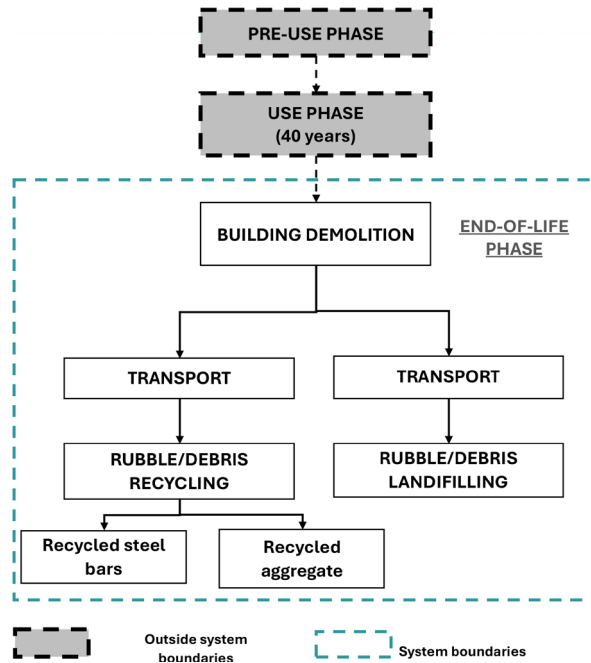 PRE-USE PHASE
USE PHASE
(40 years)
BUILDING DEMOLITION
END-OF-LIFE
PHASE
TRANSPORT
TRANSPORT
RUBBLE/DEBRIS
RECYCLING
RUBBLE/DEBRIS
LANDIFILLING
Recycled steel
bars
Recycled
aggregate
Outside system
boundaries
System boundaries